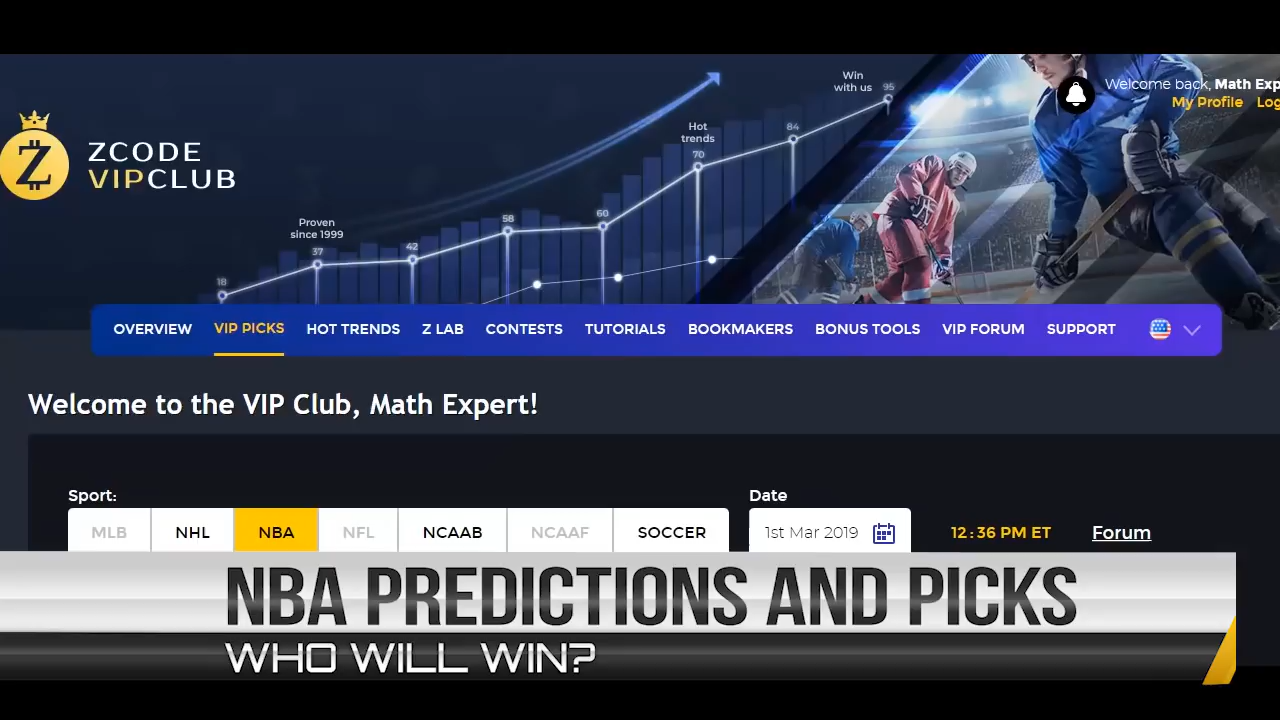 Win
with us
95
Welcome back, Math Exp
My Profile Log
Hot
trends
84
70
Z
ZCODE
VIPCLUB
Proven
since 1999
58
60
37
42
18
OVERVIEW VIP PICKS HOT TRENDS Z LAB CONTESTS TUTORIALS BOOKMAKERS BONUS TOOLS VIP FORUM SUPPORT
Welcome to the VIP Club, Math Expert!
Sport:
Date
MLB NHL NBA NFL NCAAB NCAAF SOCCER
1st Mar 2019
12:36 PM ET
Forum
NBA PREDICTIONS AND PICKS
WHO WILL WIN?